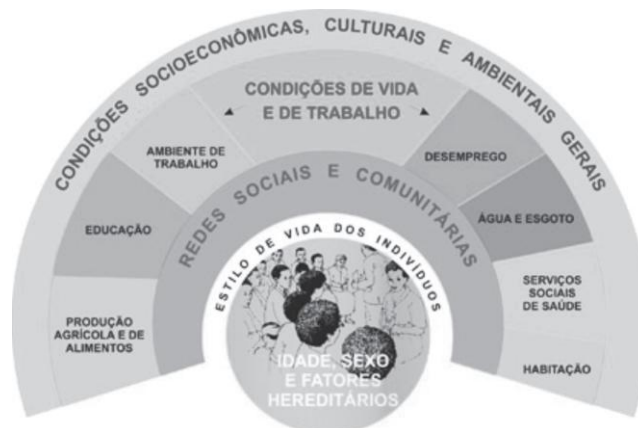 CONDIÇÕES SOCIOECONÔMICAS, CULTURAIS E AMBIENTAIS GERAIS
CONDIÇÕES DE VIDA
E DE TRABALHO
AMBIENTE DE
TRABALHO
DESEMPREGO
EDUCAÇÃO
ÁGUA E ESGOTO
PRODUÇÃO
AGRÍCOLA E DE
ALIMENTOS
SERVIÇOS
SOCIAIS
DE SAÚDE
HABITAÇÃO
REDES SOCIAIS E COMUNITÁRIAS
ESTILO DE VIDA DOS INDIVÍDUOS
IDADE, SEXO
E FATORES
HEREDITÁRIOS